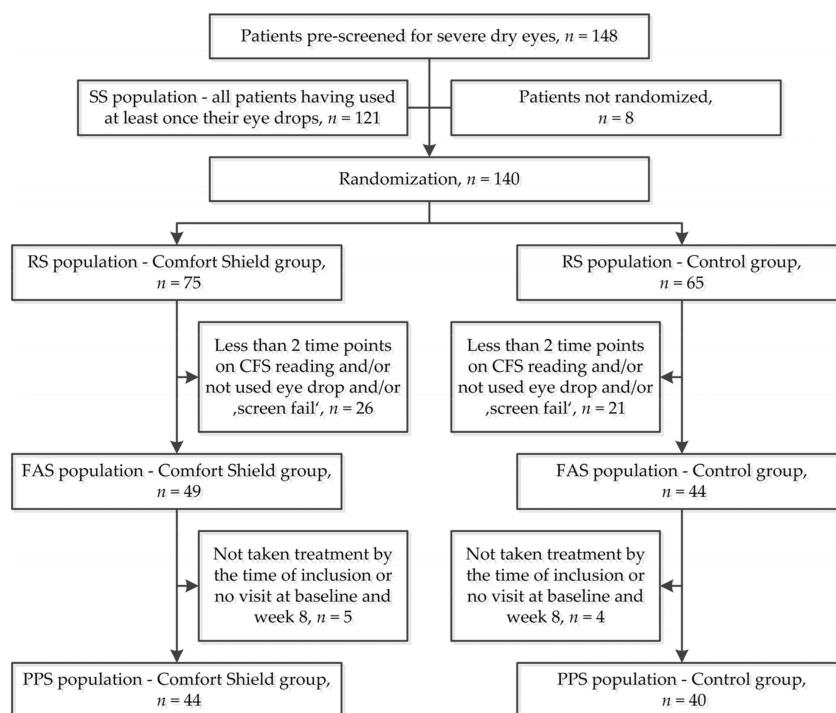 Patients pre-screened for severe dry eyes, n = 148
SS population - all patients having used
at least once their eye drops, n = 121
Patients not randomized,
n = 8
Randomization, n = 140
RS population - Comfort Shield group,
n = 75
RS population - Control group,
n = 65
Less than 2 time points
on CFS reading and/or
not used eye drop and/or
‚screen fail‘, n = 26
Less than 2 time points
on CFS reading and/or
not used eye drop and/or
‚screen fail‘, n = 21
FAS population - Comfort Shield group,
n = 49
FAS population - Control group,
n = 44
Not taken treatment by
the time of inclusion or
no visit at baseline and
week 8, n = 5
Not taken treatment by
the time of inclusion or
no visit at baseline and
week 8, n = 4
PPS population - Comfort Shield group,
n = 44
PPS population - Control group,
n = 40